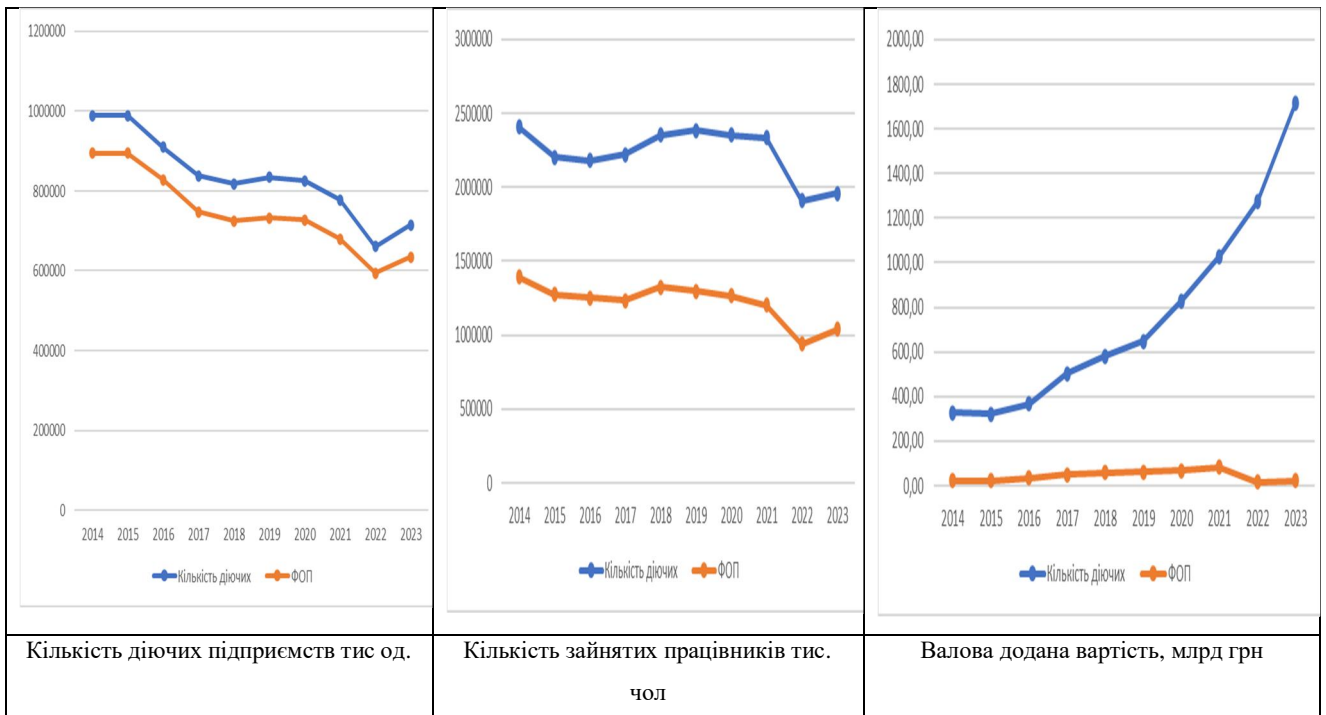 1200000
1000000
800000
600000
400000
200000
0
2014 2015 2016 2017 2018 2019 2020 2021 2022 2023
Кількість діючих ФОП
Кількість діючих підприємств тис од.
3000000
2500000
2000000
1500000
1000000
500000
0
2014 2015 2016 2017 2018 2019 2020 2021 2022 2023
Кількість діючих ФОП
Кількість зайнятих працівників тис.
чол
2000,00
1800,00
1600,00
1400,00
1200,00
1000,00
800,00
600,00
400,00
200,00
0,00
2014 2015 2016 2017 2018 2019 2020 2021 2022 2023
Кількість діючих ФОП
Валова додана вартість, млрд грн